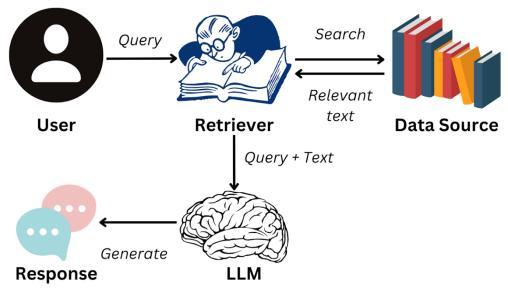 Query
Search
Relevant
text
User
Retriever
Data Source
Query + Text
Generate
Response
LLM